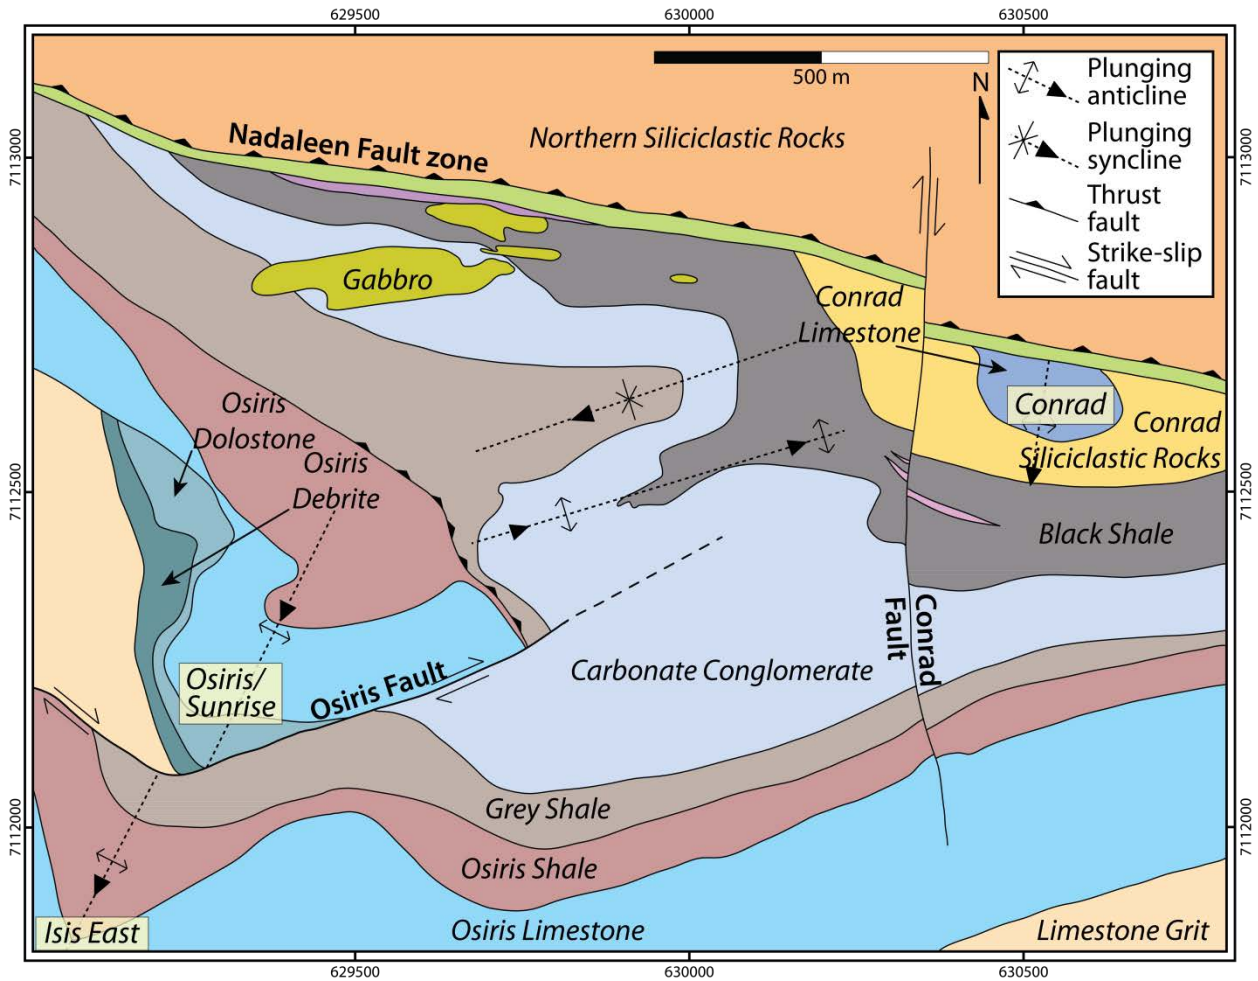 629500
630000
630500
500 m
N
Plunging
anticline
Plunging
syncline
Thrust
fault
Strike-slip
fault
7113000
7113000
Nadaleen Fault zone
Northern Siliciclastic Rocks
Gabbro
Conrad
Limestone
Conrad
Conrad
Siliciclastic Rocks
Osiris
Dolostone
Osiris
Debrite
7112500
7112500
Black Shale
Conrad
Fault
Carbonate Conglomerate
Osiris/
Sunrise
Osiris Fault
7112000
7112000
Grey Shale
Osiris Shale
Isis East
Osiris Limestone
Limestone Grit
629500
630000
630500